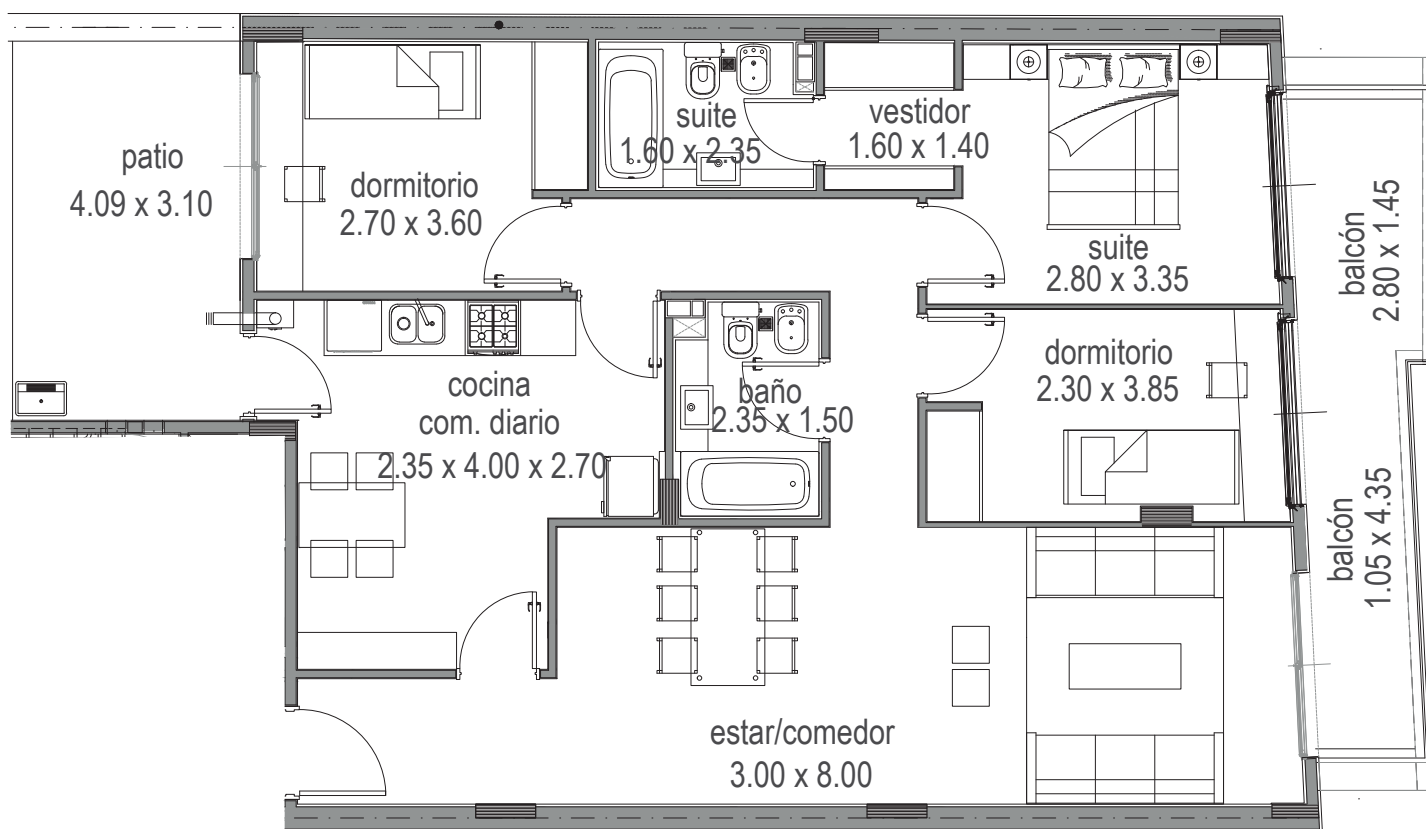 patio
4.09 x 3.10
dormitorio
2.70 x 3.60
suite
1.60 x 2.35
vestidor
1.60 x 1.40
suite
2.80 x 3.35
balcón
2.80 x 1.45
cocina
com. diario
2.35 x 4.00 x 2.70
baño
2.35 x 1.50
dormitorio
2.30 x 3.85
balcón
1.05 x 4.35
estar/comedor
3.00 x 8.00